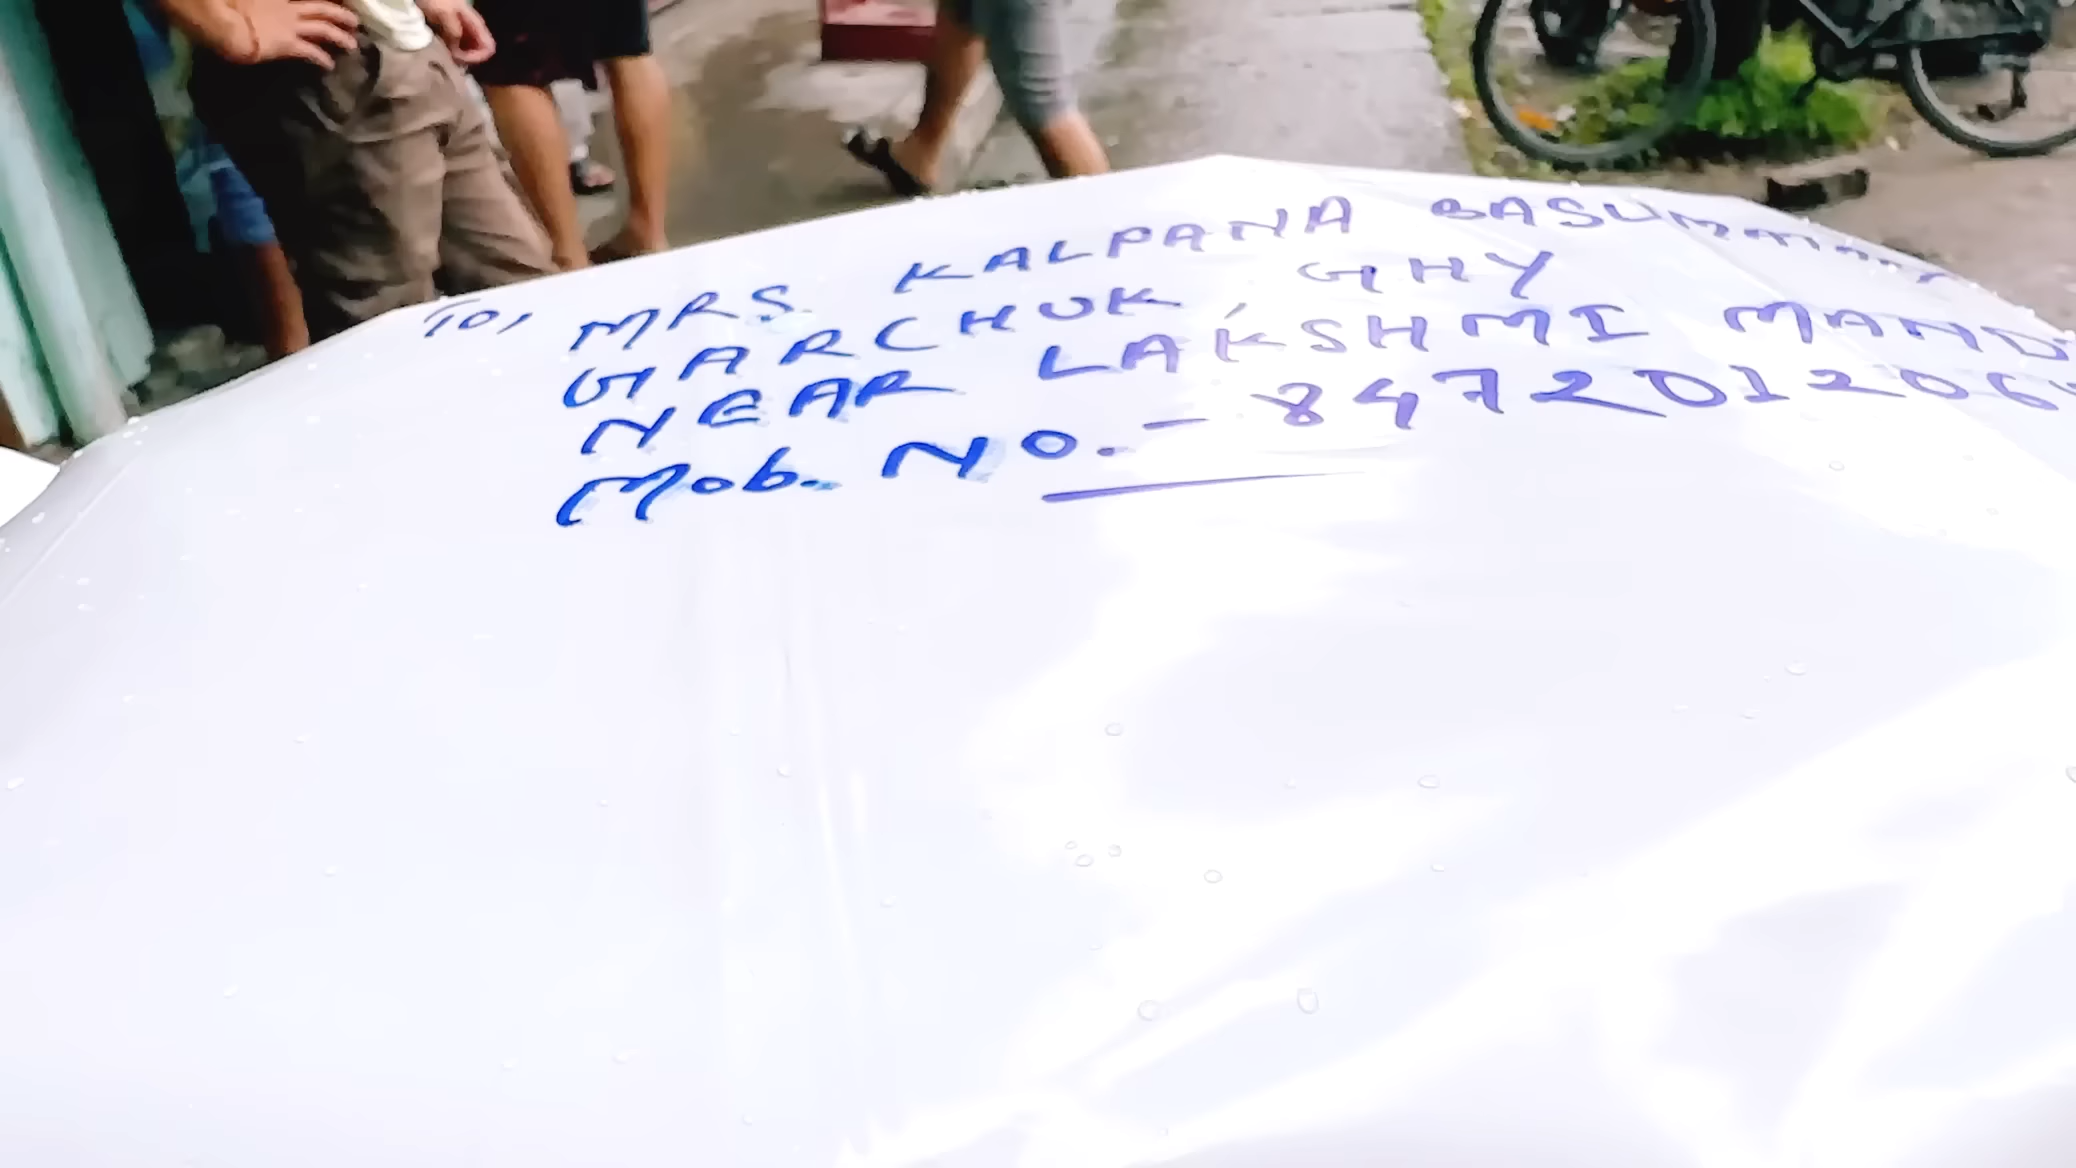 To, MRS. KALPANA
GARCHUK, GHY
NEAR LAKSHMI
Mob. NO. - 847201206